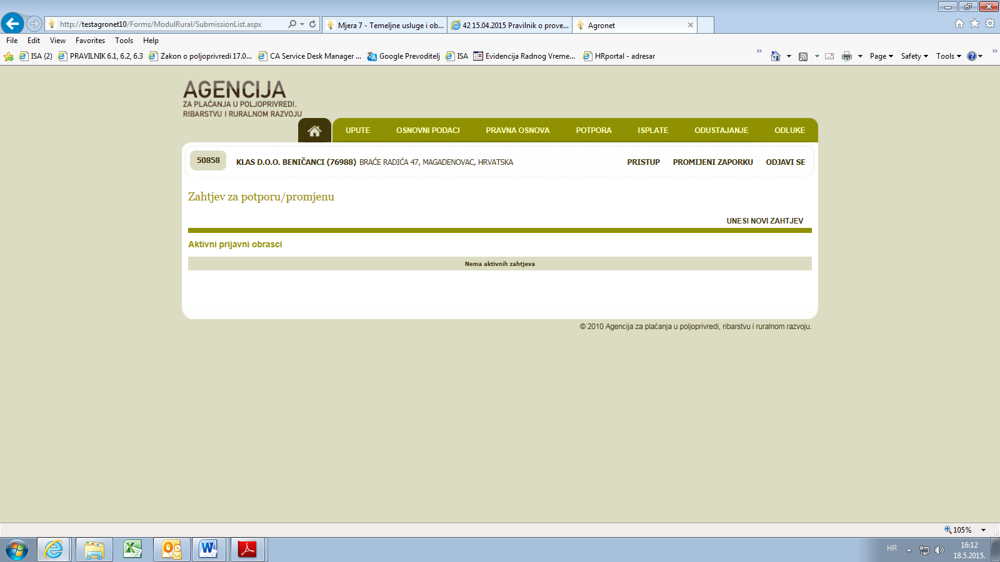 http://testagronet10/Forms/ModulRural/SubmissionList.aspx
Mjera 7 - Temeljne usluge i ob...
42 15.04.2015 Pravilnik o prove...
Agronet
File Edit View Favorites Tools Help
ISA (2) PRAVILNIK 6.1, 6.2, 6.3 Zakon o poljoprivredi 17.0... CA Service Desk Manager ... Google Prevoditelj ISA Evidencija Radnog Vreme... HRportal - adresar
Page Safety Tools
AGENCIJA
ZA PLAĆANJA U POLJOPRIVREDI,
RIBARSTVU I RURALNOM RAZVOJU
UPUTE OSNOVNI PODACI PRAVNA OSNOVA POTPORA ISPLATE ODUSTAJANJE ODLUKE
50858 KLAS D.O.O. BENIČANCI (76988) BRAĆE RADIĆA 47, MAGADENOVAC, HRVATSKA PRISTUP PROMIJENI ZAPORKU ODJAVI SE
Zahtjev za potporu/promjenu
UNESI NOVI ZAHTJEV
Aktivni prijavni obrasci
Nema aktivnih zahtjeva
© 2010 Agencija za plaćanja u poljoprivredi, ribarstvu i ruralnom razvoju.
105%
HR
16:12
18.5.2015.